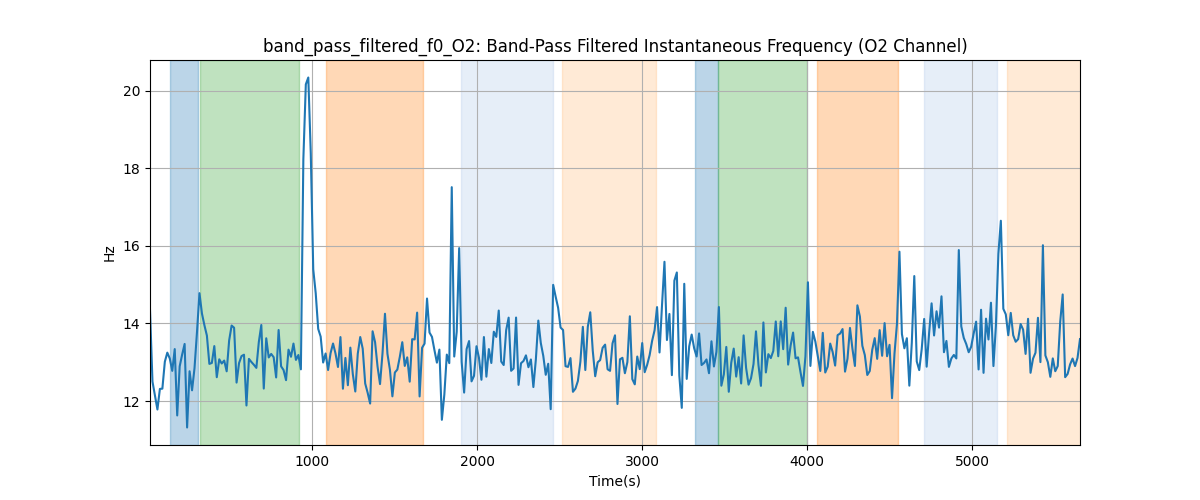 band_pass_filtered_f0_O2: Band-Pass Filtered Instantaneous Frequency (O2 Channel)
20
18
16
14
12
Hz
1000 2000 3000 4000 5000
Time(s)